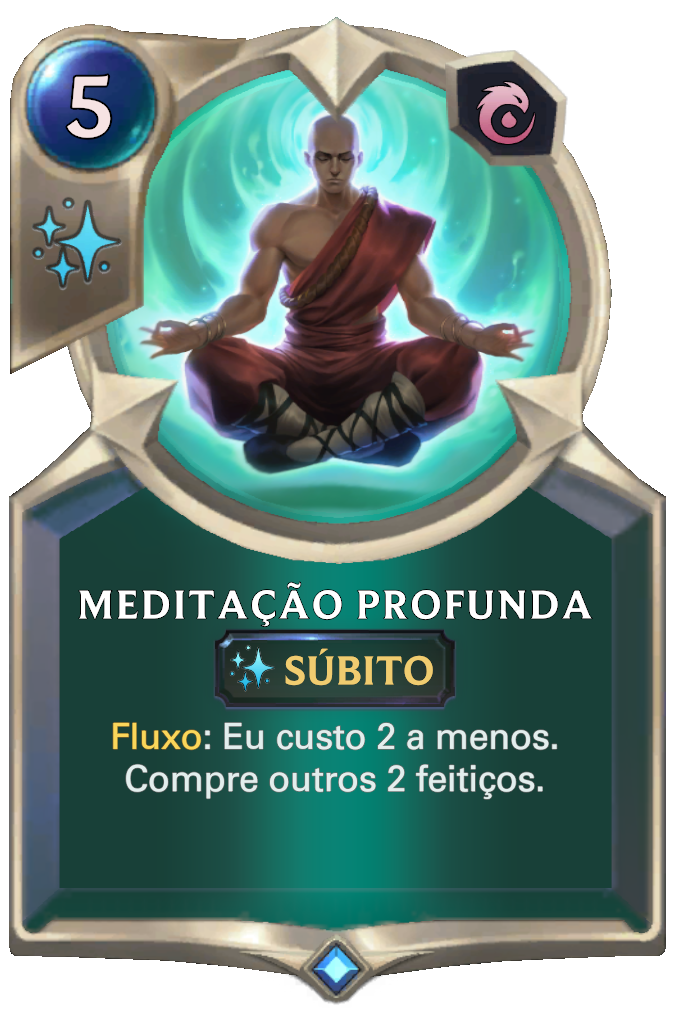 5
MEDITAÇÃO PROFUNDA
SÚBITO
Fluxo: Eu custo 2 a menos.
Compre outros 2 feitiços.